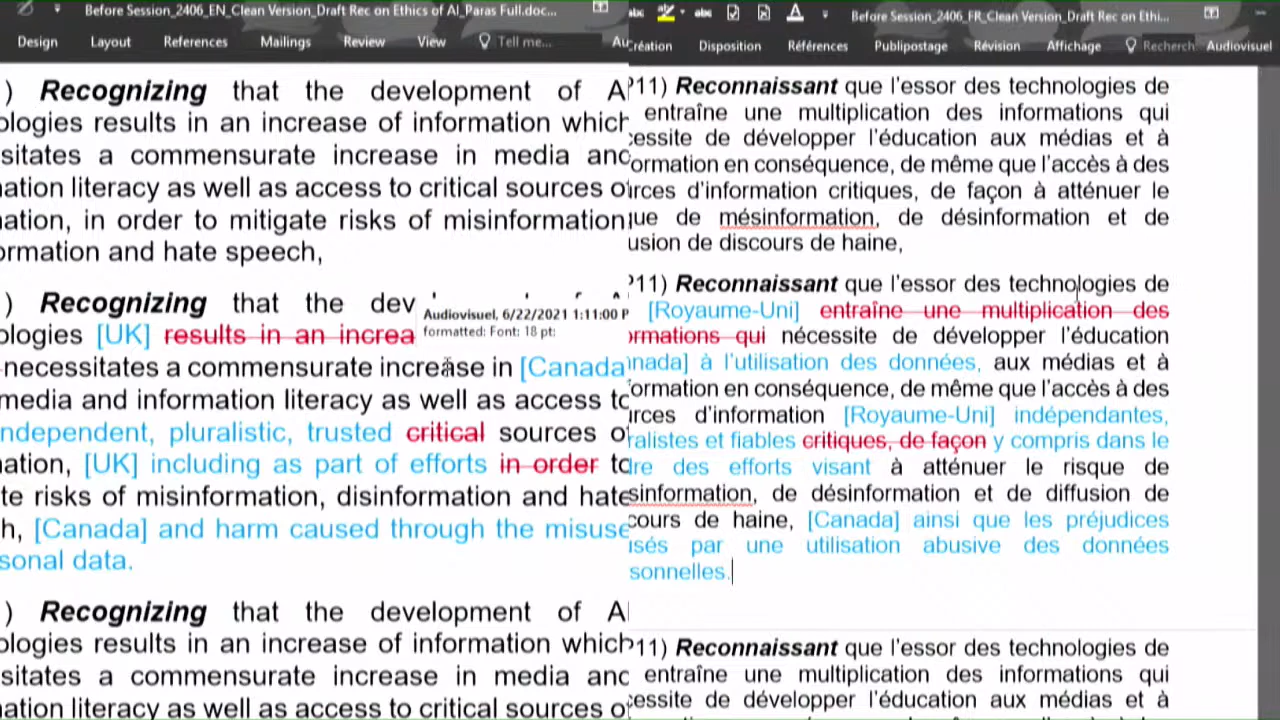 Before Session_2406_EN_Clean Version_Draft Rec on Ethics of AI_Paras Full.doc...
Design Layout References Mailings Review View Tell me... Au
) Recognizing that the development of A
ologies results in an increase of information which
sitates a commensurate increase in media and
ation literacy as well as access to critical sources o
ation, in order to mitigate risks of misinformation
ormation and hate speech,
) Recognizing that the dev
ologies [UK] results in an increa
necessitates a commensurate increase in [Canada
media and information literacy as well as access to
ndependent, pluralistic, trusted critical sources o
ation, [UK] including as part of efforts in order to
te risks of misinformation, disinformation and hate
h, [Canada] and harm caused through the misuse
sonal data.
Audiovisuel, 6/22/2021 1:11:00 P
formatted: Font: 18 pt:
) Recognizing that the development of A
ologies results in an increase of information which
sitates a commensurate increase in media and
ation literacy as well as access to critical sources o
Before Session_2406_FR_Clean Version_Draft Rec on Ethi...
Création Disposition Références Publipostage Révision Affichage Recherch Audiovisuel
P11) Reconnaissant que l’essor des technologies de
entraîne une multiplication des informations qui
cessite de développer l’éducation aux médias et à
ormation en conséquence, de même que l’accès à des
urces d’information critiques, de façon à atténuer le
ue de mésinformation, de désinformation et de
usion de discours de haine,
P11) Reconnaissant que l’essor des technologies de
[Royaume-Uni] entraîne une multiplication des
ormations qui nécessite de développer l’éducation
nada] à l’utilisation des données, aux médias et à
ormation en conséquence, de même que l’accès à des
urces d’information [Royaume-Uni] indépendantes,
ralistes et fiables critiques, de façon y compris dans le
dre des efforts visant à atténuer le risque de
sinformation, de désinformation et de diffusion de
cours de haine, [Canada] ainsi que les préjudices
usés par une utilisation abusive des données
sonnelles.
P11) Reconnaissant que l’essor des technologies de
entraîne une multiplication des informations qui
cessite de développer l’éducation aux médias et à